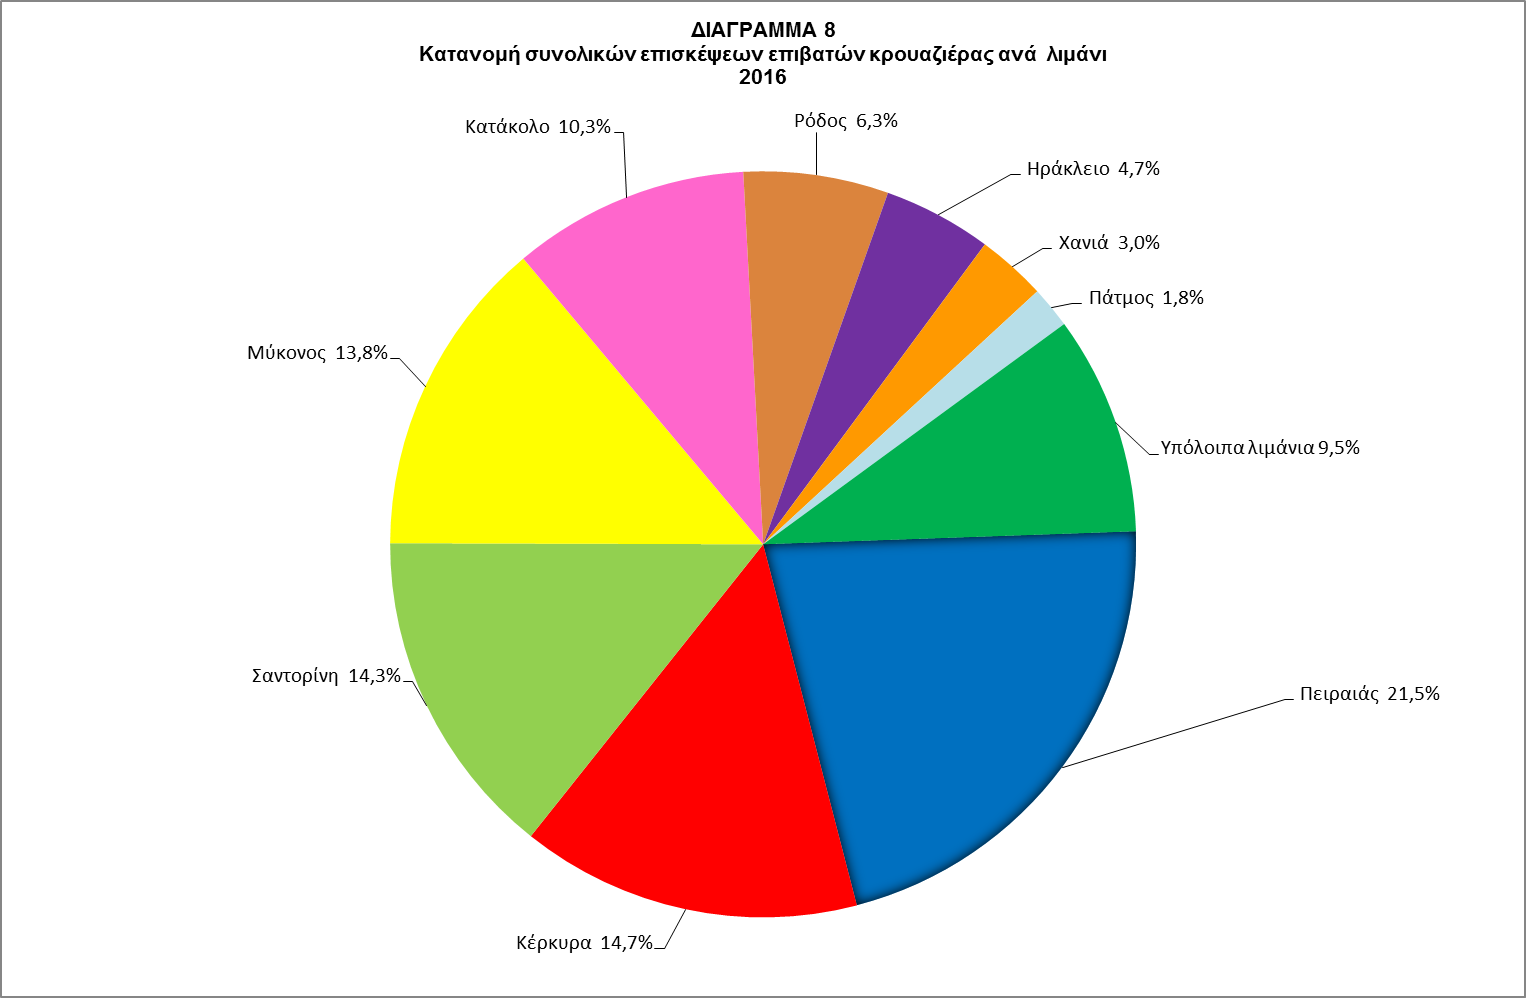 ΔΙΑΓΡΑΜΜΑ 8
Κατανομή συνολικών επισκέψεων επιβατών κρουαζιέρας ανά λιμάνι
2016
Κατάκολο 10,3%
Ρόδος 6,3%
Ηράκλειο 4,7%
Χανιά 3,0%
Πάτμος 1,8%
Μύκονος 13,8%
Υπόλοιπα λιμάνια 9,5%
Σαντορίνη 14,3%
Πειραιάς 21,5%
Κέρκυρα 14,7%